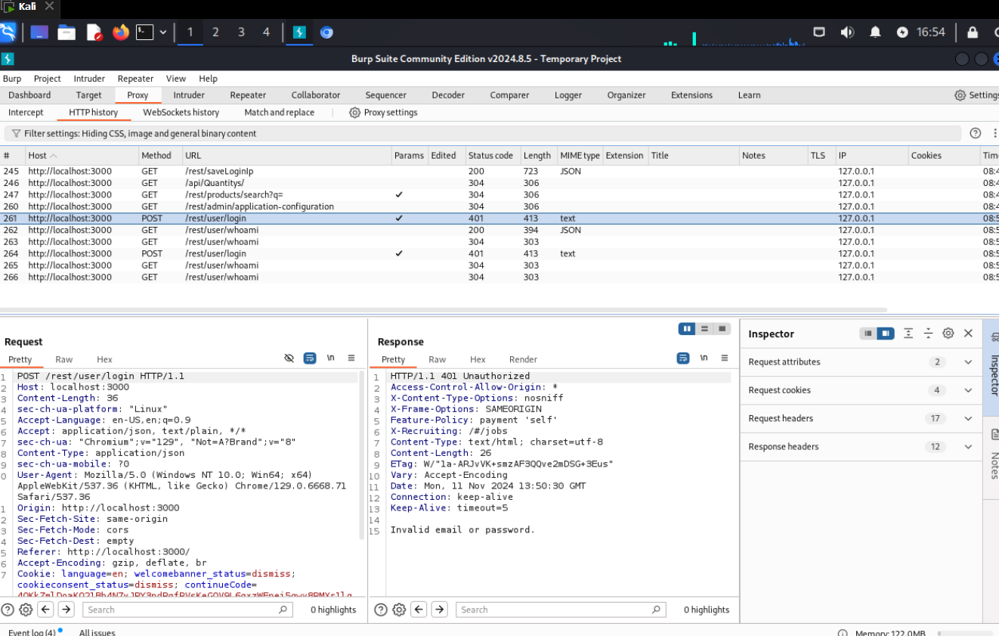 Kali
1 2 3 4 16:54
Burp Suite Community Edition v2024.8.5 - Temporary Project
Burp Project Intruder Repeater View Help
Dashboard Target Proxy Intruder Repeater Collaborator Sequencer Decoder Comparer Logger Organizer Extensions Learn Settings
Intercept HTTP history WebSockets history Match and replace Proxy settings
Filter settings: Hiding CSS, image and general binary content
# Host Method URL Params Edited Status code Length MIME type Extension Title Notes TLS IP Cookies Time
245 http://localhost:3000 GET /rest/saveLoginIp 200 723 JSON 127.0.0.1 08:4
246 http://localhost:3000 GET /api/Quantitys/ 304 306 127.0.0.1 08:4
247 http://localhost:3000 GET /rest/products/search?q= ✓ 304 306 127.0.0.1 08:4
260 http://localhost:3000 GET /rest/admin/application-configuration 304 306 127.0.0.1 08:4
261 http://localhost:3000 POST /rest/user/login ✓ 401 413 text 127.0.0.1 08:5
262 http://localhost:3000 GET /rest/user/whoami 200 394 JSON 127.0.0.1 08:5
263 http://localhost:3000 GET /rest/user/whoami 304 303 127.0.0.1 08:5
264 http://localhost:3000 POST /rest/user/login ✓ 401 413 text 127.0.0.1 08:5
265 http://localhost:3000 GET /rest/user/whoami 304 303 127.0.0.1 08:5
266 http://localhost:3000 GET /rest/user/whoami 304 303 127.0.0.1 08:5
Request
Pretty Raw Hex \n
1 POST /rest/user/login HTTP/1.1
2 Host: localhost:3000
3 Content-Length: 36
4 sec-ch-ua-platform: "Linux"
5 Accept-Language: en-US,en;q=0.9
6 Accept: application/json, text/plain, */*
7 sec-ch-ua: "Chromium";v="129", "Not=A?Brand";v="8"
8 Content-Type: application/json
9 sec-ch-ua-mobile: ?0
0 User-Agent: Mozilla/5.0 (Windows NT 10.0; Win64; x64)
AppleWebKit/537.36 (KHTML, like Gecko) Chrome/129.0.6668.71
Safari/537.36
1 Origin: http://localhost:3000
2 Sec-Fetch-Site: same-origin
3 Sec-Fetch-Mode: cors
4 Sec-Fetch-Dest: empty
5 Referer: http://localhost:3000/
6 Accept-Encoding: gzip, deflate, br
7 Cookie: language=en; welcomebanner_status=dismiss;
cookieconsent_status=dismiss; continueCode=
Search 0 highlights
Response
Pretty Raw Hex Render \n
1 HTTP/1.1 401 Unauthorized
2 Access-Control-Allow-Origin: *
3 X-Content-Type-Options: nosniff
4 X-Frame-Options: SAMEORIGIN
5 Feature-Policy: payment 'self'
6 X-Recruiting: /#/jobs
7 Content-Type: text/html; charset=utf-8
8 Content-Length: 26
9 ETag: W/"1a-ARJvVK+smzAF3QQve2mDSG+3Eus"
10 Vary: Accept-Encoding
11 Date: Mon, 11 Nov 2024 13:50:30 GMT
12 Connection: keep-alive
13 Keep-Alive: timeout=5
14
15 Invalid email or password.
Search 0 highlights
Inspector
Request attributes 2
Request cookies 4
Request headers 17
Response headers 12
Inspector
Notes
Event log (4) All issues Memory: 122.0MB